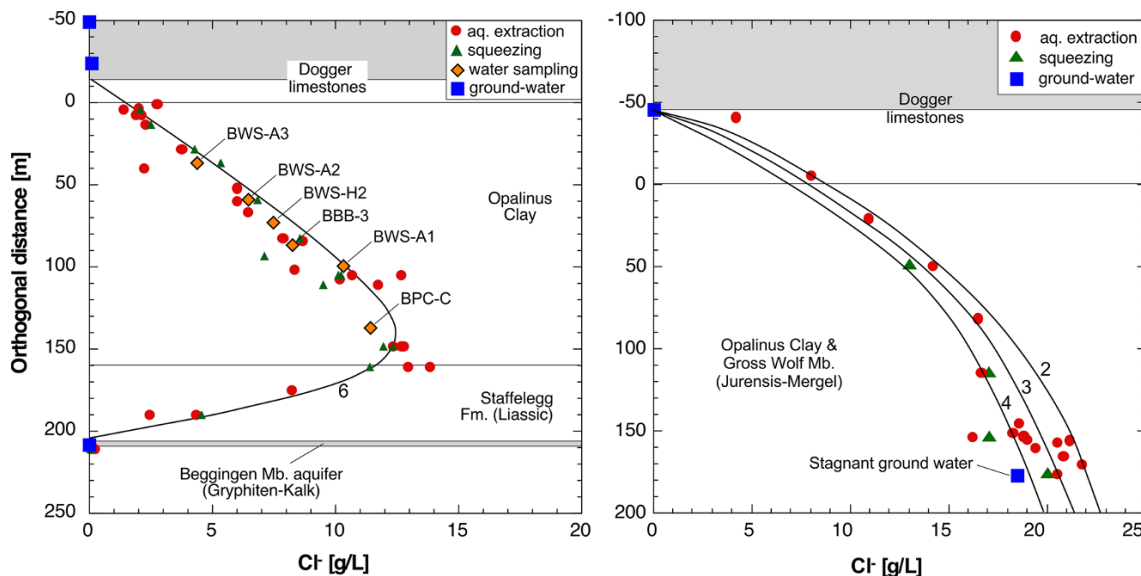 -50
0
50
100
150
200
250
Orthogonal distance [m]
0
5
10
15
20
Cl- [g/L]
aq. extraction
squeezing
water sampling
ground-water
Dogger
limestones
BWS-A3
BWS-A2
BWS-H2
BBB-3
BWS-A1
BPC-C
Opalinus
Clay
6
Staffelegg
Fm. (Liassic)
Beggingen Mb. aquifer
(Gryphiten-Kalk)
-100
-50
0
50
100
150
200
0
5
10
15
20
25
Cl- [g/L]
aq. extraction
squeezing
ground-water
Dogger
limestones
Opalinus Clay &
Gross Wolf Mb.
(Jurensis-Mergel)
2
3
4
Stagnant ground water